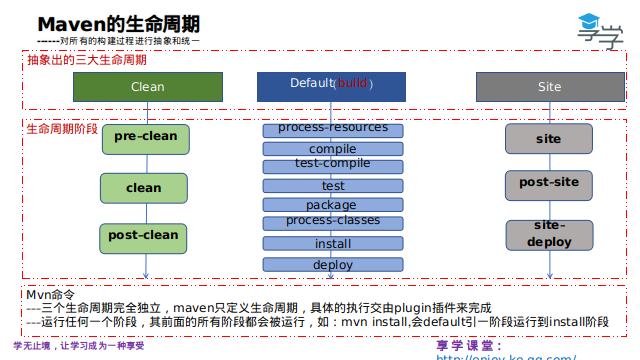 Maven的生命周期
------对所有的构建过程进行抽象和统一
享学
抽象出的三大生命周期
Clean
Default(build)
Site
生命周期阶段
pre-clean
clean
post-clean
process-resources
compile
test-compile
test
package
process-classes
install
deploy
site
post-site
site-deploy
Mvn命令
---三个生命周期完全独立，maven只定义生命周期，具体的执行交由plugin插件来完成
---运行任何一个阶段，其前面的所有阶段都会被运行，如：mvn install,会default引一阶段运行到install阶段
学无止境，让学习成为一种享受
享学课堂：
http://enjoy.ke.qq.com/